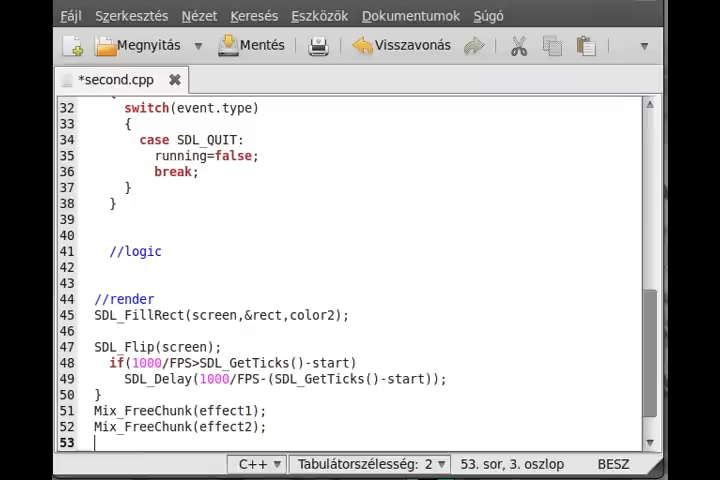 Fájl Szerkesztés Nézet Keresés Eszközök Dokumentumok Súgó
Megnyitás Mentés Visszavonás
*second.cpp
32 switch(event.type)
33 {
34 case SDL_QUIT:
35 running=false;
36 break;
37 }
38 }
39
40
41 //logic
42
43
44 //render
45 SDL_FillRect(screen,&rect,color2);
46
47 SDL_Flip(screen);
48 if(1000/FPS>SDL_GetTicks()-start)
49 SDL_Delay(1000/FPS-(SDL_GetTicks()-start));
50 }
51 Mix_FreeChunk(effect1);
52 Mix_FreeChunk(effect2);
53
C++ Tabulátorszélesség: 2 53. sor, 3. oszlop BESZ